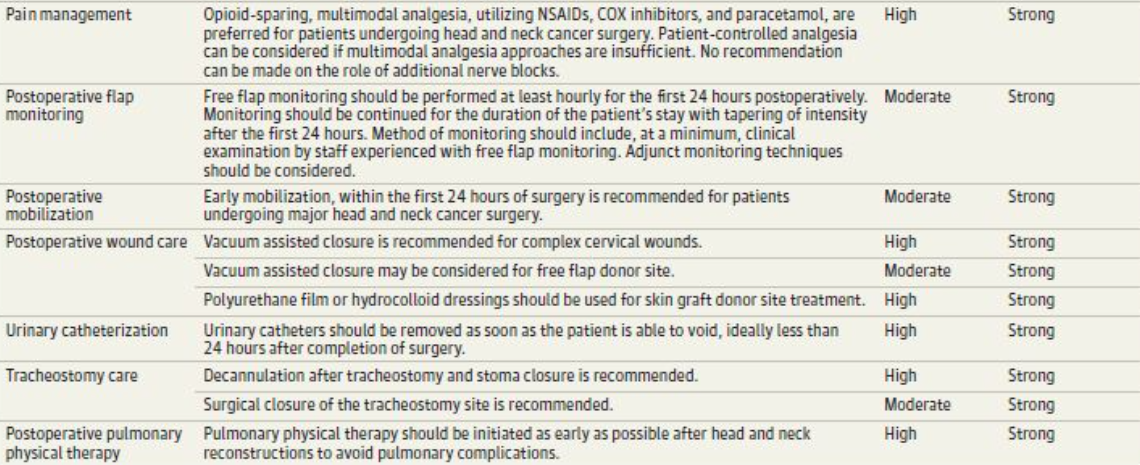 Pain management Opioid-sparing, multimodal analgesia, utilizing NSAIDs, COX inhibitors, and paracetamol, are High Strong
preferred for patients undergoing head and neck cancer surgery. Patient-controlled analgesia
can be considered if multimodal analgesia approaches are insufficient. No recommendation
can be made on the role of additional nerve blocks.
Postoperative flap Free flap monitoring should be performed at least hourly for the first 24 hours postoperatively. Moderate Strong
monitoring Monitoring should be continued for the duration of the patient's stay with tapering of intensity
after the first 24 hours. Method of monitoring should include, at a minimum, clinical
examination by staff experienced with free flap monitoring. Adjunct monitoring techniques
should be considered.
Postoperative Early mobilization, within the first 24 hours of surgery is recommended for patients Moderate Strong
mobilization undergoing major head and neck cancer surgery.
Postoperative wound care Vacuum assisted closure is recommended for complex cervical wounds. High Strong
Vacuum assisted closure may be considered for free flap donor site. Moderate Strong
Polyurethane film or hydrocolloid dressings should be used for skin graft donor site treatment. High Strong
Urinary catheterization Urinary catheters should be removed as soon as the patient is able to void, ideally less than High Strong
24 hours after completion of surgery.
Tracheostomy care Decannulation after tracheostomy and stoma closure is recommended. High Strong
Surgical closure of the tracheostomy site is recommended. Moderate Strong
Postoperative pulmonary Pulmonary physical therapy should be initiated as early as possible after head and neck High Strong
physical therapy reconstructions to avoid pulmonary complications.